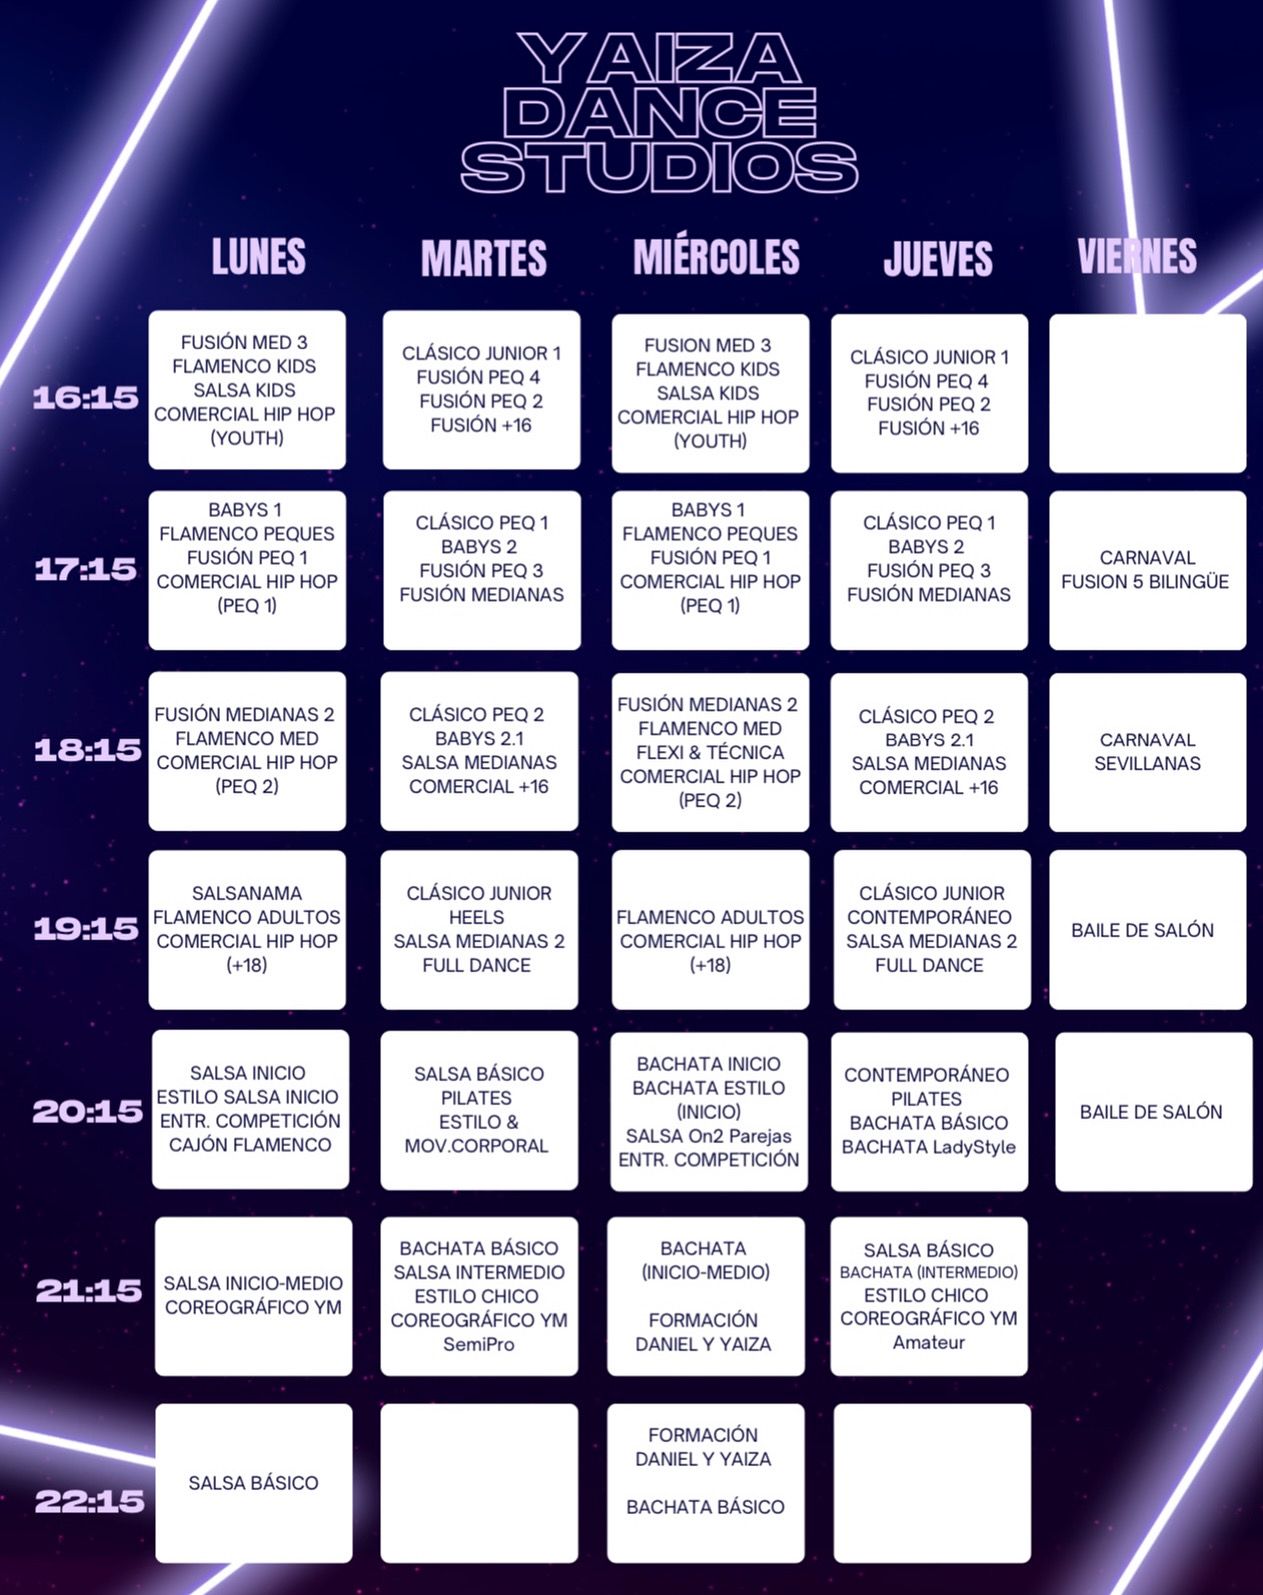 YAIZA
DANCE
STUDIOS
LUNES
MARTES
MIÉRCOLES
JUEVES
VIERNES
16:15
FUSIÓN MED 3
FLAMENCO KIDS
SALSA KIDS
COMERCIAL HIP HOP
(YOUTH)
CLÁSICO JUNIOR 1
FUSIÓN PEQ 4
FUSIÓN PEQ 2
FUSIÓN +16
FUSION MED 3
FLAMENCO KIDS
SALSA KIDS
COMERCIAL HIP HOP
(YOUTH)
CLÁSICO JUNIOR 1
FUSIÓN PEQ 4
FUSIÓN PEQ 2
FUSIÓN +16
17:15
BABYS 1
FLAMENCO PEQUES
FUSIÓN PEQ 1
COMERCIAL HIP HOP
(PEQ 1)
CLÁSICO PEQ 1
BABYS 2
FUSIÓN PEQ 3
FUSIÓN MEDIANAS
BABYS 1
FLAMENCO PEQUES
FUSIÓN PEQ 1
COMERCIAL HIP HOP
(PEQ 1)
CLÁSICO PEQ 1
BABYS 2
FUSIÓN PEQ 3
FUSIÓN MEDIANAS
CARNAVAL
FUSION 5 BILINGÜE
18:15
FUSIÓN MEDIANAS 2
FLAMENCO MED
COMERCIAL HIP HOP
(PEQ 2)
CLÁSICO PEQ 2
BABYS 2.1
SALSA MEDIANAS
COMERCIAL +16
FUSIÓN MEDIANAS 2
FLAMENCO MED
FLEXI & TÉCNICA
COMERCIAL HIP HOP
(PEQ 2)
CLÁSICO PEQ 2
BABYS 2.1
SALSA MEDIANAS
COMERCIAL +16
CARNAVAL
SEVILLANAS
19:15
SALSANAMA
FLAMENCO ADULTOS
COMERCIAL HIP HOP
(+18)
CLÁSICO JUNIOR
HEELS
SALSA MEDIANAS 2
FULL DANCE
FLAMENCO ADULTOS
COMERCIAL HIP HOP
(+18)
CLÁSICO JUNIOR
CONTEMPORÁNEO
SALSA MEDIANAS 2
FULL DANCE
BAILE DE SALÓN
20:15
SALSA INICIO
ESTILO SALSA INICIO
ENTR. COMPETICIÓN
CAJÓN FLAMENCO
SALSA BÁSICO
PILATES
ESTILO &
MOV.CORPORAL
BACHATA INICIO
BACHATA ESTILO
(INICIO)
SALSA On2 Parejas
ENTR. COMPETICIÓN
CONTEMPORÁNEO
PILATES
BACHATA BÁSICO
BACHATA LadyStyle
BAILE DE SALÓN
21:15
SALSA INICIO-MEDIO
COREOGRÁFICO YM
BACHATA BÁSICO
SALSA INTERMEDIO
ESTILO CHICO
COREOGRÁFICO YM
SemiPro
BACHATA
(INICIO-MEDIO)
FORMACIÓN
DANIEL Y YAIZA
SALSA BÁSICO
BACHATA (INTERMEDIO)
ESTILO CHICO
COREOGRÁFICO YM
Amateur
22:15
SALSA BÁSICO
FORMACIÓN
DANIEL Y YAIZA
BACHATA BÁSICO